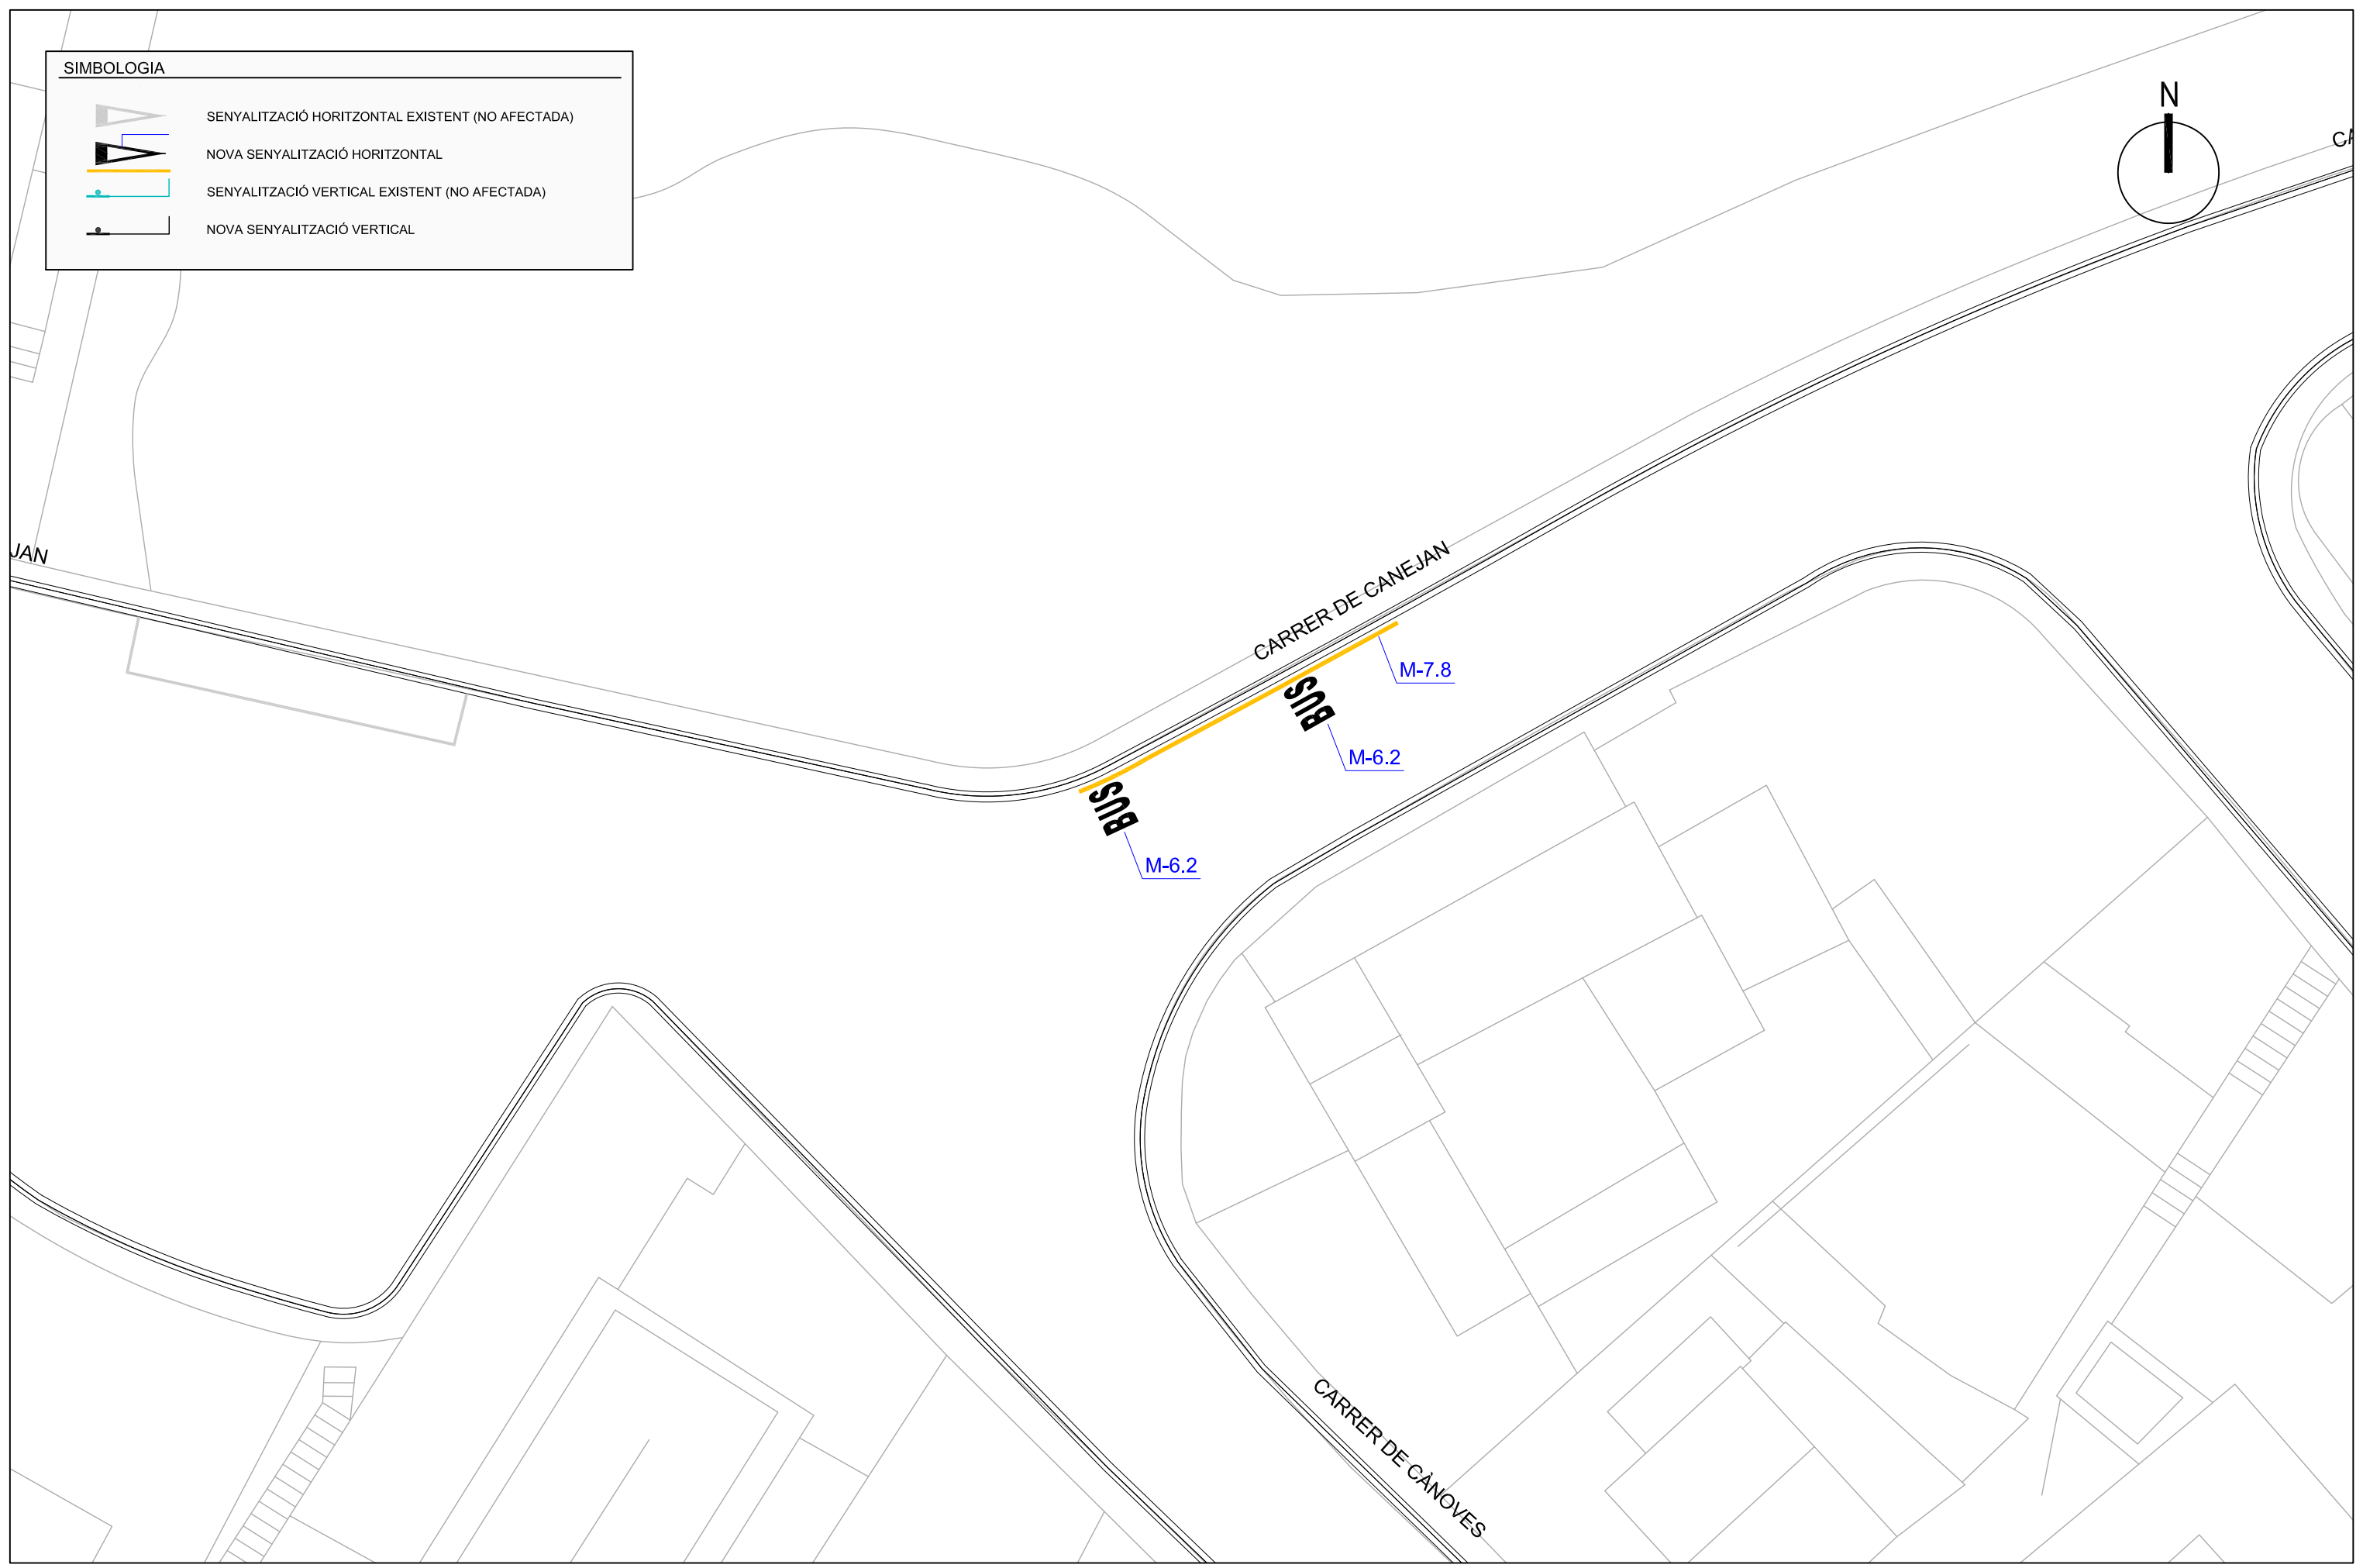 SIMBOLOGIA
SENYALITZACIÓ HORITZONTAL EXISTENT (NO AFECTADA)
NOVA SENYALITZACIÓ HORITZONTAL
SENYALITZACIÓ VERTICAL EXISTENT (NO AFECTADA)
NOVA SENYALITZACIÓ VERTICAL
N
CA
JAN
CARRER DE CANEJAN
M-7.8
BUS
M-6.2
BUS
M-6.2
CARRER DE CÀNOVES